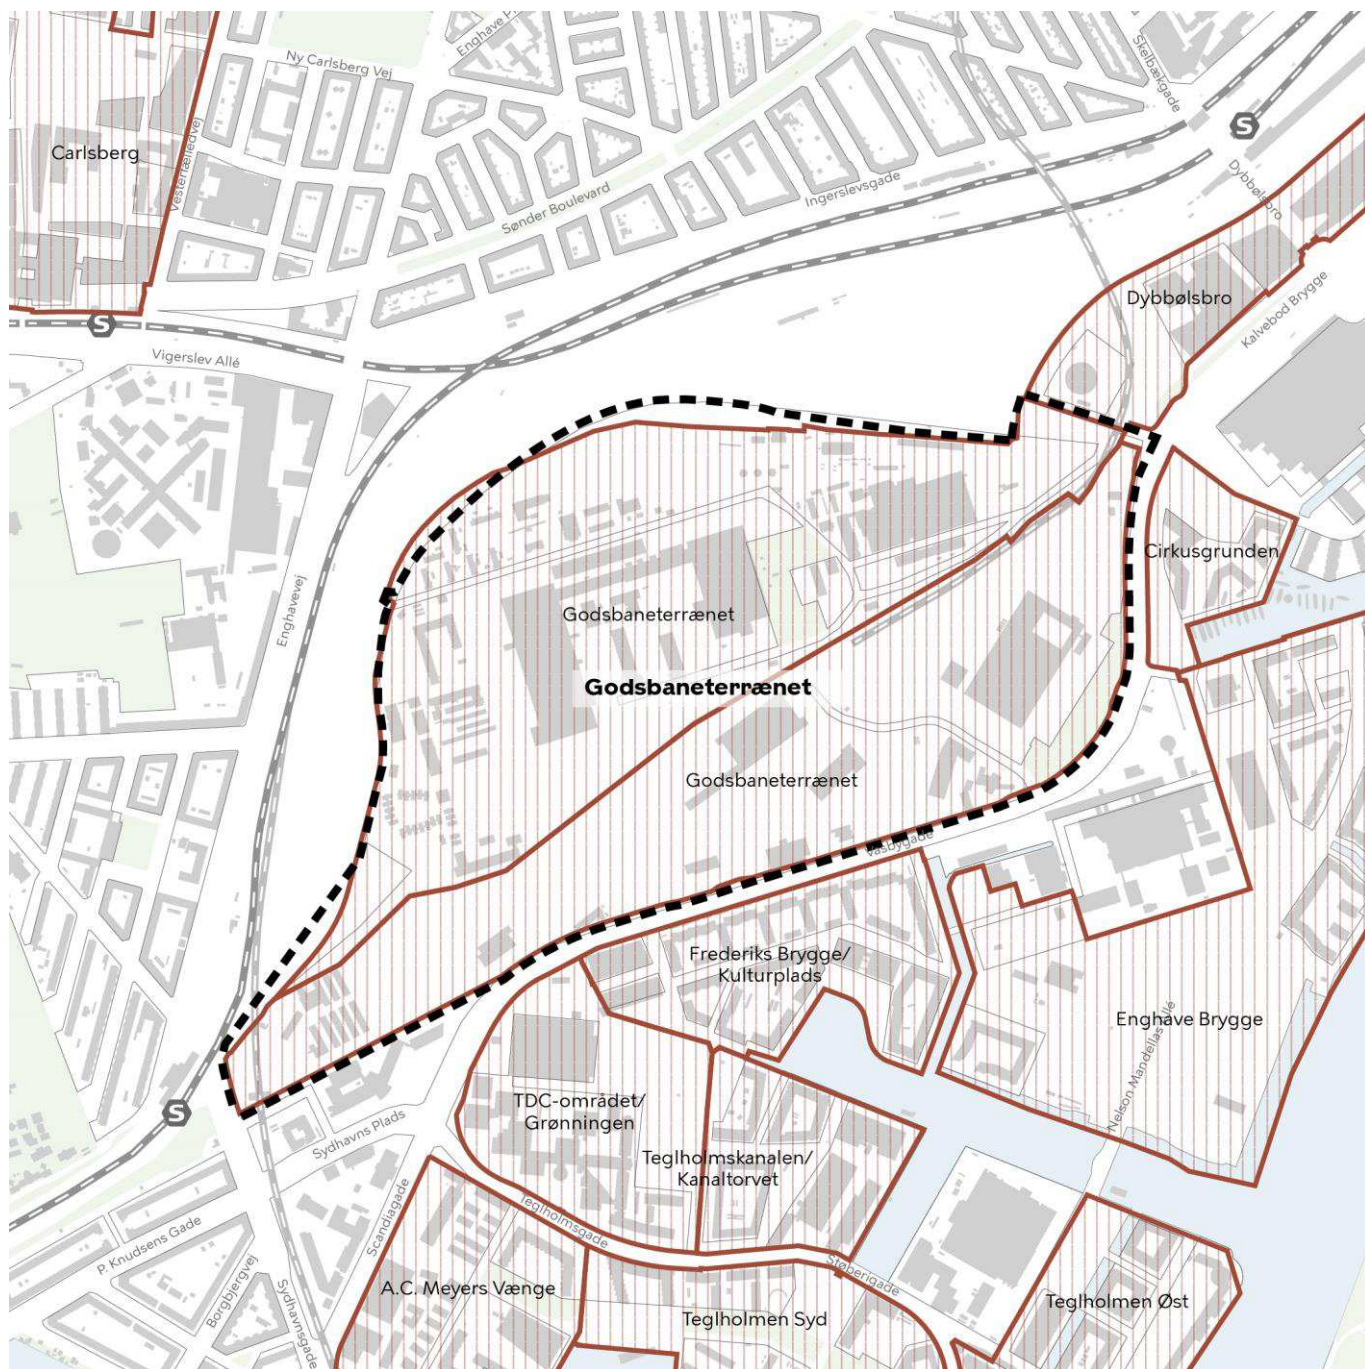 Enghave P
Skelbækgade
Ny Carlsberg Vej
S
Carlsberg
Vesterfælledvej
Ingerslevsgade
Dybbølsbro
Sønder Boulevard
Dybbølsbro
S
Kalvebod Brygge
Vigerslev Allé
Cirkusgrunden
Enghavevej
Godsbaneterrænet
Godsbaneterrænet
Godsbaneterrænet
Vasbygade
Frederiks Brygge/
Kulturplads
Enghave Brygge
Nelson Mandelas Allé
S
TDC-området/
Grønningen
Sydhavns Plads
Teglholmskanalen/
Kanaltorvet
Scandiagade
Teglholmsgade
P. Knudsens Gade
Støberigade
Borgbjergvej
A.C. Meyers Vænge
Teglholmen Øst
Sydhavnsgade
Teglholmen Syd